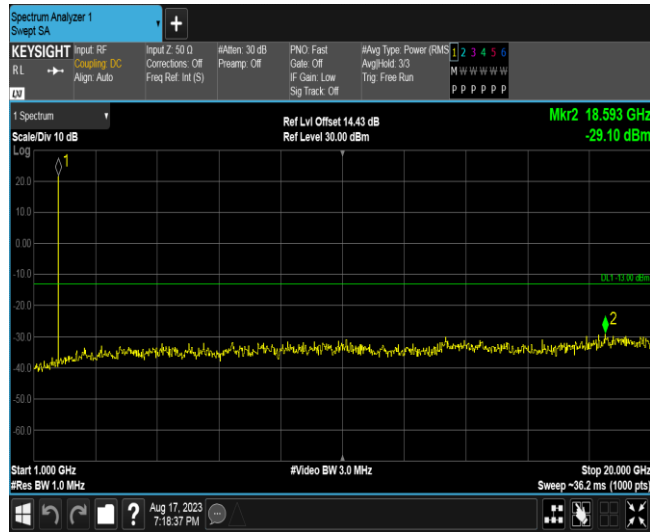 Spectrum Analyzer 1
Swept SA
+
KEYSIGHT Input: RF Input Z: 50 Ω #Atten: 30 dB PNO: Fast #Avg Type: Power (RMS 1 2 3 4 5 6
RL Coupling: DC Corrections: Off Preamp: Off Gate: Off Avg|Hold: 3/3 M W W W W W
Align: Auto Freq Ref: Int (S) IF Gain: Low Trig: Free Run
LXI Sig Track: Off P P P P P P
1 Spectrum Ref Lvl Offset 14.43 dB Mkr2 18.593 GHz
Scale/Div 10 dB Ref Level 30.00 dBm -29.10 dBm
Log
1
20.0
10.0
0.00
-10.0
DL1 -13.00 dBm
-20.0
2
-30.0
-40.0
-50.0
-60.0
Start 1.000 GHz #Video BW 3.0 MHz Stop 20.000 GHz
#Res BW 1.0 MHz Sweep ~36.2 ms (1000 pts)
? Aug 17, 2023
7:18:37 PM